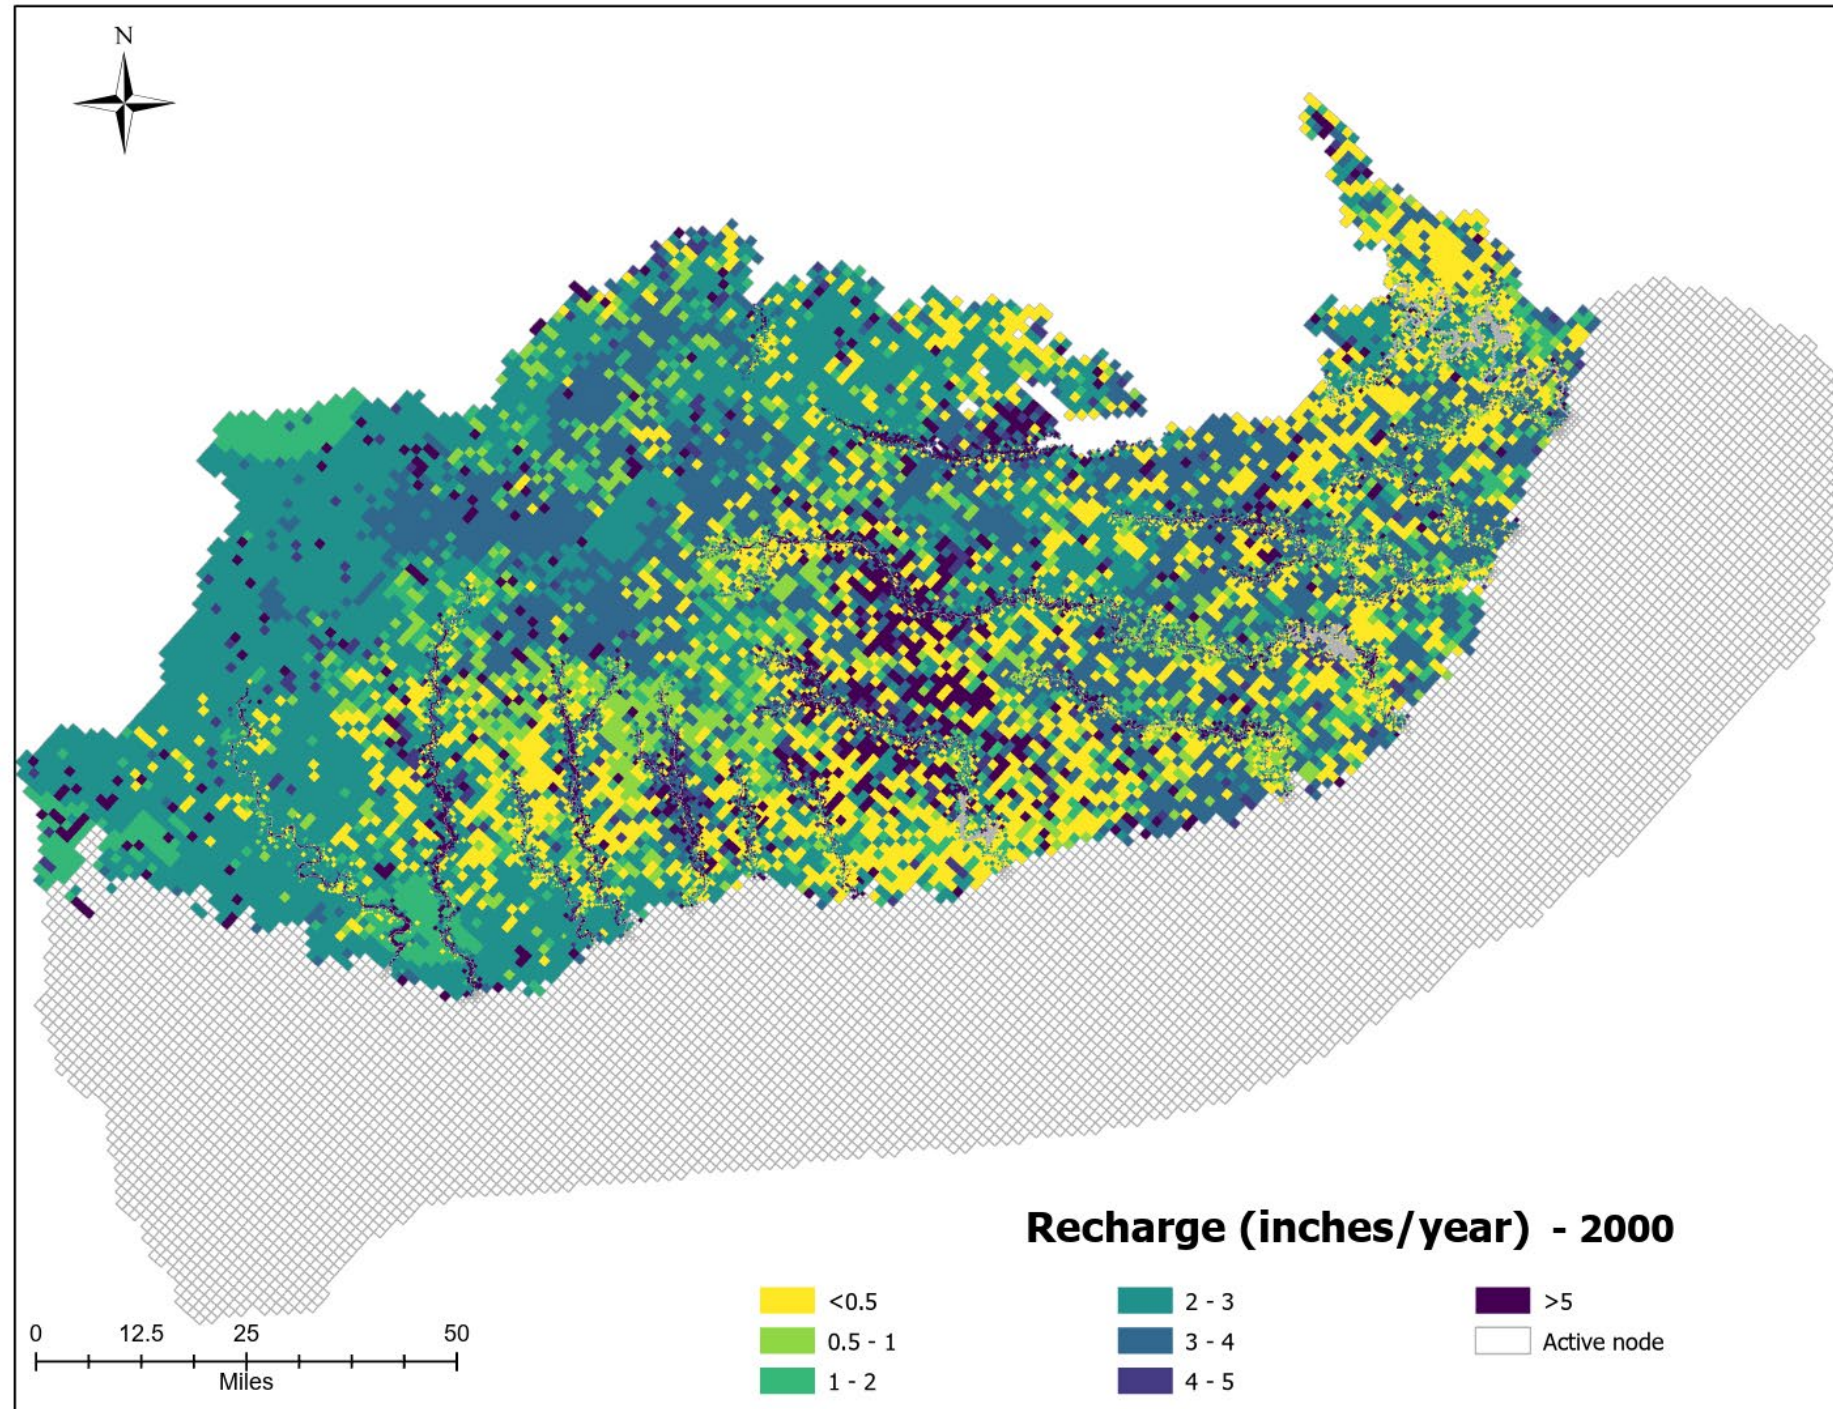 N
Recharge (inches/year) - 2000
<0.5
0.5 - 1
1 - 2
2 - 3
3 - 4
4 - 5
>5
Active node
0 12.5 25 50
Miles